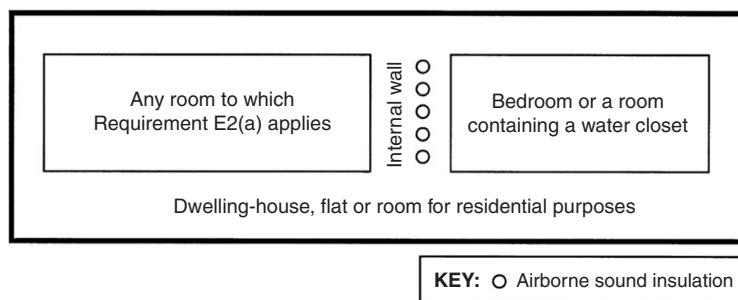 Any room to which
Requirement E2(a) applies
Internal wall
Bedroom or a room
containing a water closet
Dwelling-house, flat or room for residential purposes
KEY: Airborne sound insulation